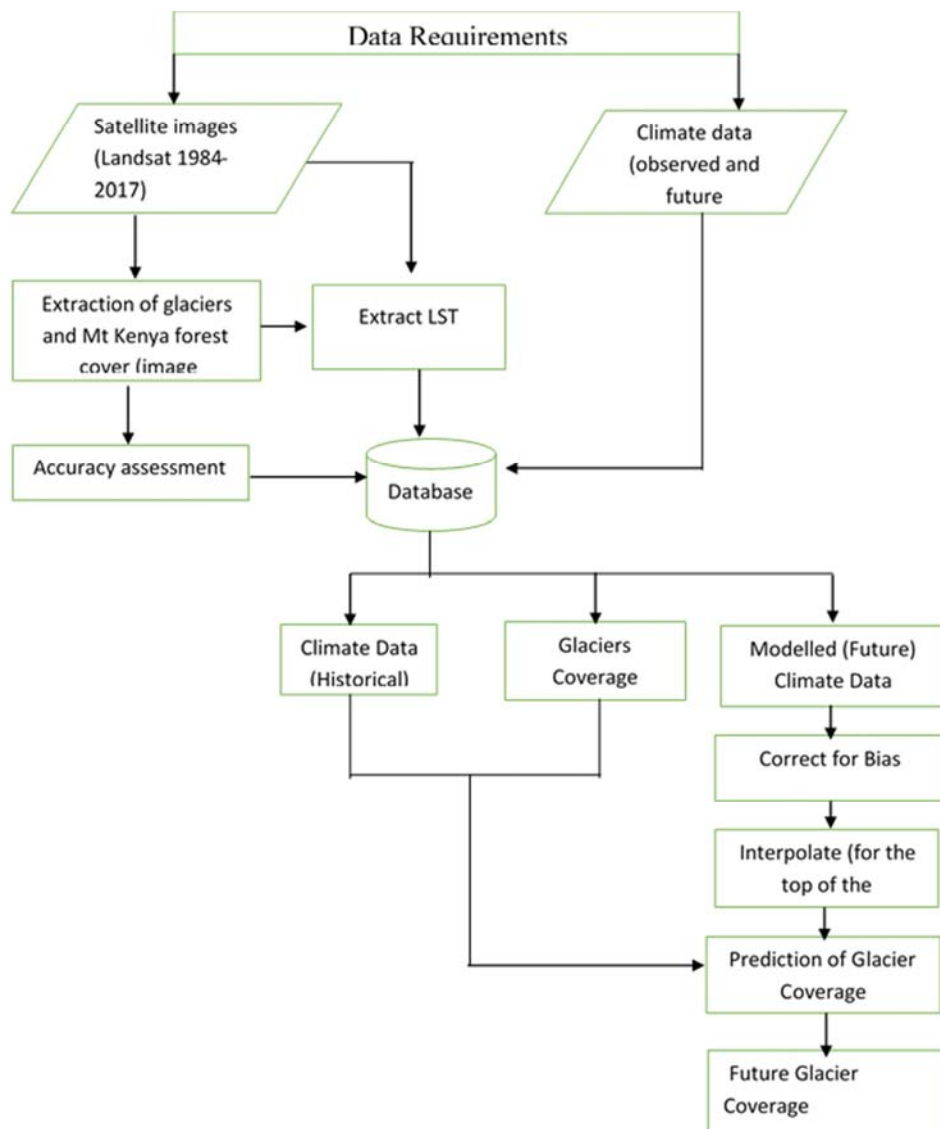 Data Requirements
Satellite images
(Landsat 1984-
2017)
Climate data
(observed and
future
Extraction of glaciers
and Mt Kenya forest
cover (image
Extract LST
Accuracy assessment
Database
Climate Data
(Historical)
Glaciers
Coverage
Modelled (Future)
Climate Data
Correct for Bias
Interpolate (for the
top of the
Prediction of Glacier
Coverage
Future Glacier
Coverage